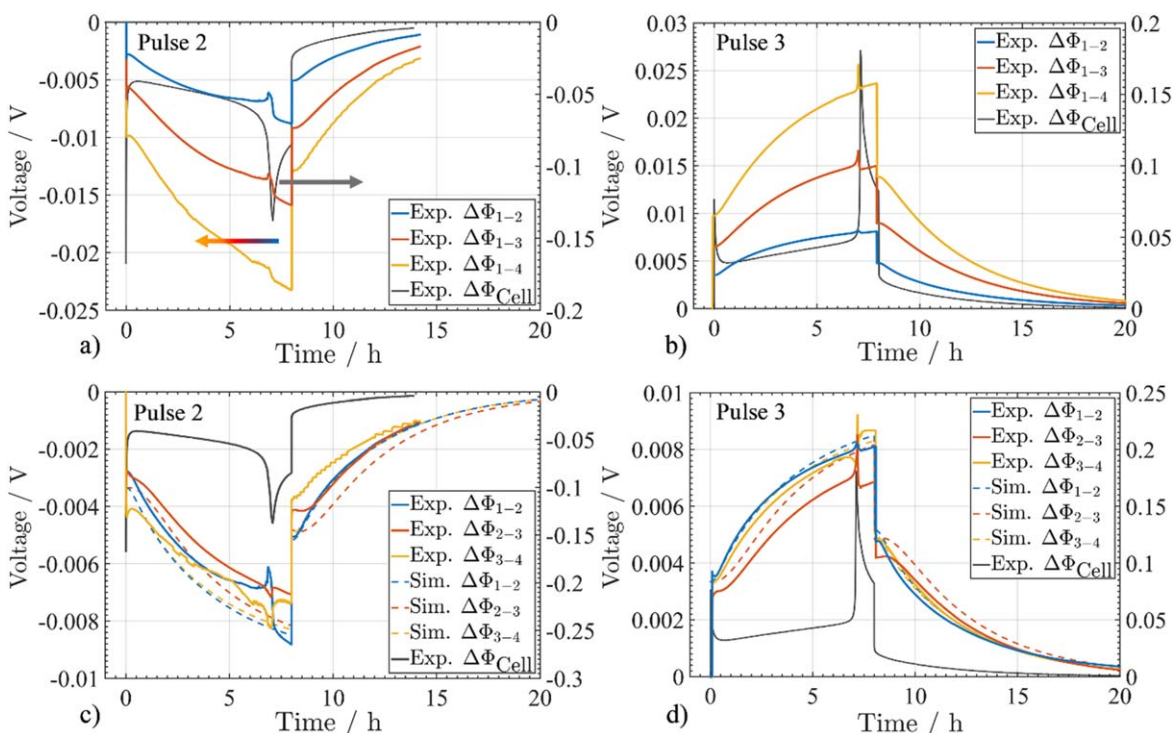 Pulse 2
Voltage / V
0
-0.005
-0.01
-0.015
-0.02
-0.025
0
-0.05
-0.1
-0.15
-0.2
0 5 10 15 20
Time / h
Exp. ΔΦ1−2
Exp. ΔΦ1−3
Exp. ΔΦ1−4
Exp. ΔΦCell
a)
Pulse 3
Voltage / V
0.03
0.025
0.02
0.015
0.01
0.005
0
0.2
0.15
0.1
0.05
0
0 5 10 15 20
Time / h
Exp. ΔΦ1−2
Exp. ΔΦ1−3
Exp. ΔΦ1−4
Exp. ΔΦCell
b)
Pulse 2
Voltage / V
0
-0.002
-0.004
-0.006
-0.008
-0.01
0
-0.05
-0.1
-0.15
-0.2
-0.25
-0.3
0 5 10 15 20
Time / h
Exp. ΔΦ1−2
Exp. ΔΦ2−3
Exp. ΔΦ3−4
Sim. ΔΦ1−2
Sim. ΔΦ2−3
Sim. ΔΦ3−4
Exp. ΔΦCell
c)
Pulse 3
Voltage / V
0.01
0.008
0.006
0.004
0.002
0
0.25
0.2
0.15
0.1
0.05
0
0 5 10 15 20
Time / h
Exp. ΔΦ1−2
Exp. ΔΦ2−3
Exp. ΔΦ3−4
Sim. ΔΦ1−2
Sim. ΔΦ2−3
Sim. ΔΦ3−4
Exp. ΔΦCell
d)